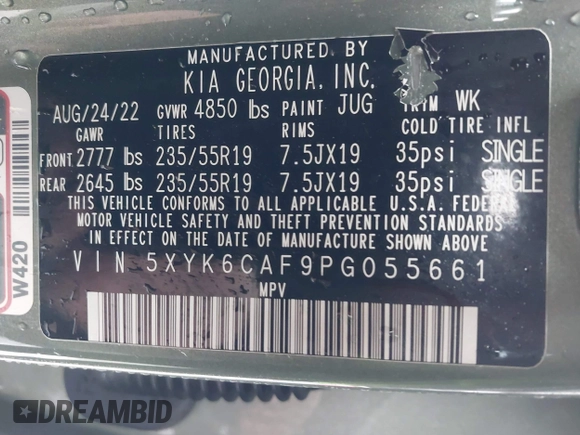 MANUFACTURED BY
KIA GEORGIA, INC.
AUG/24/22 GVWR 4850 lbs PAINT JUG TRYM WK
GAWR TIRES RIMS COLD TIRE INFL
FRONT 2777 lbs 235/55R19 7.5JX19 35psi SINGLE
REAR 2645 lbs 235/55R19 7.5JX19 35psi SINGLE
THIS VEHICLE CONFORMS TO ALL APPLICABLE U.S.A. FEDERAL
MOTOR VEHICLE SAFETY AND THEFT PREVENTION STANDARDS
IN EFFECT ON THE DATE OF MANUFACTURE SHOWN ABOVE.
VIN 5XYK6CAF9PG055661
MPV
W420
DREAMBID